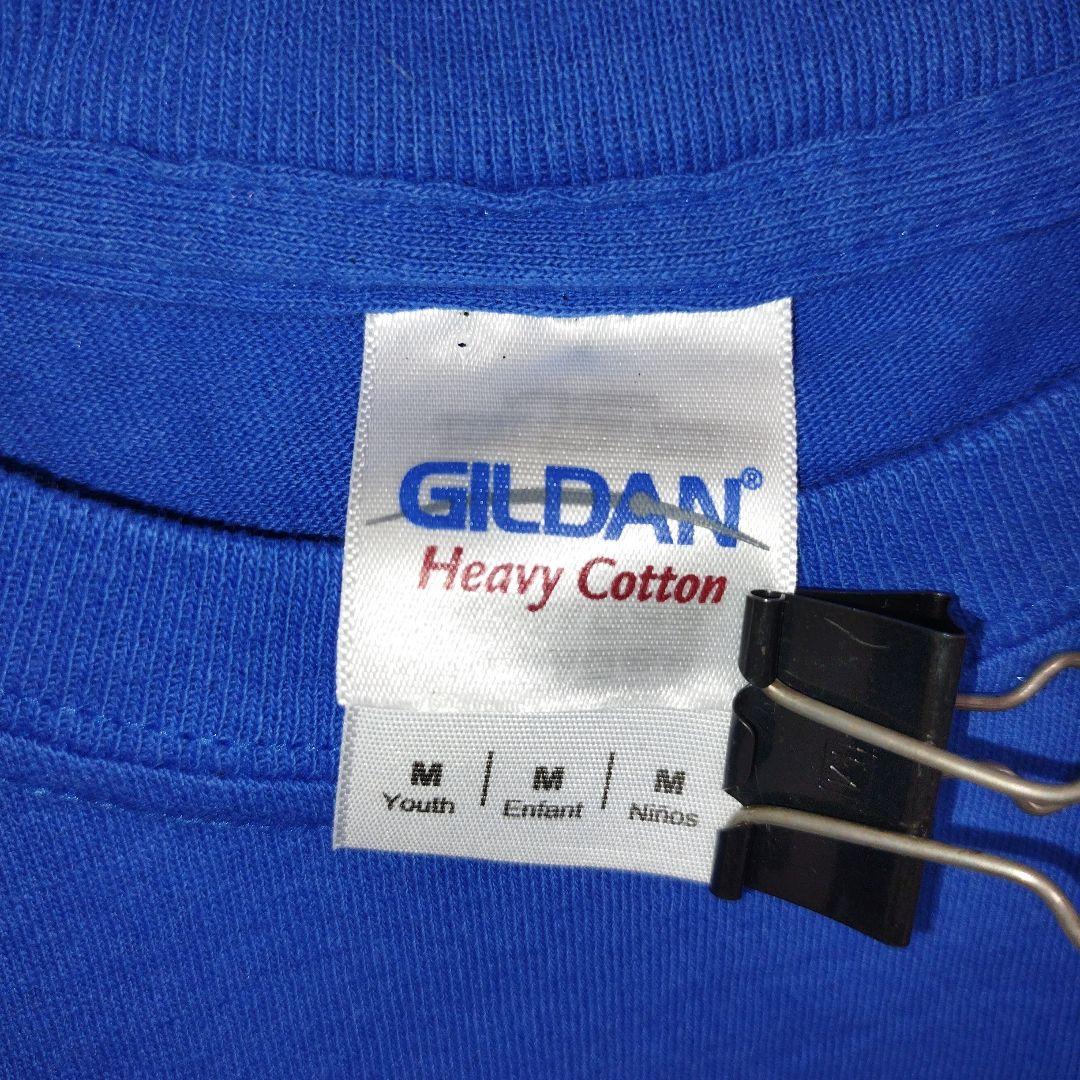 GILDAN®
Heavy Cotton
M | M | M
Youth | Enfant | Niños